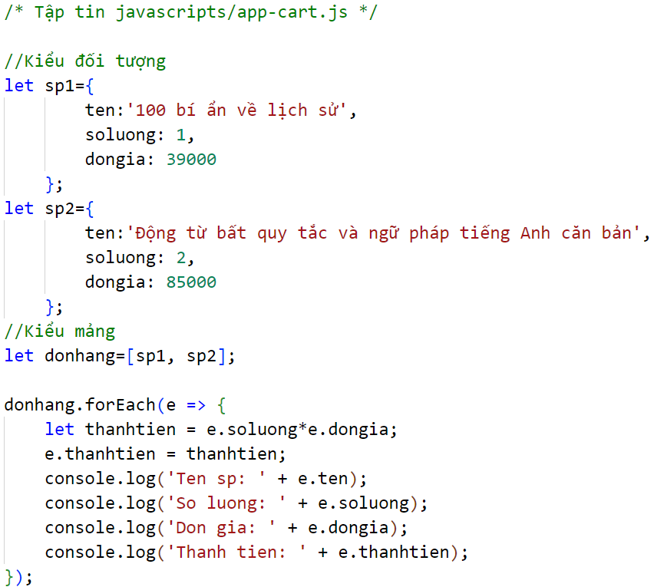 /* Tập tin javascripts/app-cart.js */
//Kiểu đối tượng
let sp1={
ten:'100 bí ẩn về lịch sử',
soluong: 1,
dongia: 39000
};
let sp2={
ten:'Động từ bất quy tắc và ngữ pháp tiếng Anh căn bản',
soluong: 2,
dongia: 85000
};
//Kiểu mảng
let donhang=[sp1, sp2];
donhang.forEach(e => {
let thanhtien = e.soluong*e.dongia;
e.thanhtien = thanhtien;
console.log('Ten sp: ' + e.ten);
console.log('So luong: ' + e.soluong);
console.log('Don gia: ' + e.dongia);
console.log('Thanh tien: ' + e.thanhtien);
});